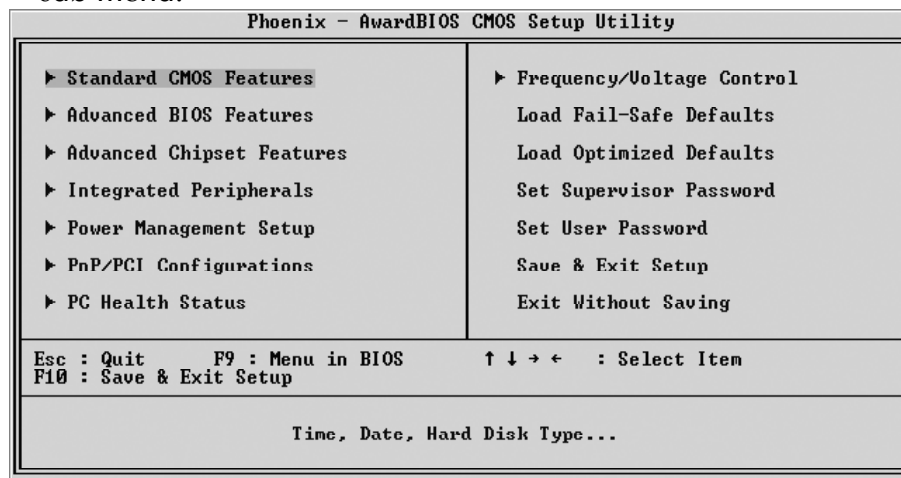 sub-menu.
Phoenix - AwardBIOS CMOS Setup Utility
▶ Standard CMOS Features
▶ Advanced BIOS Features
▶ Advanced Chipset Features
▶ Integrated Peripherals
▶ Power Management Setup
▶ PnP/PCI Configurations
▶ PC Health Status
▶ Frequency/Voltage Control
Load Fail-Safe Defaults
Load Optimized Defaults
Set Supervisor Password
Set User Password
Save & Exit Setup
Exit Without Saving
Esc : Quit F9 : Menu in BIOS ↑ ↓ → ← : Select Item
F10 : Save & Exit Setup
Time, Date, Hard Disk Type...